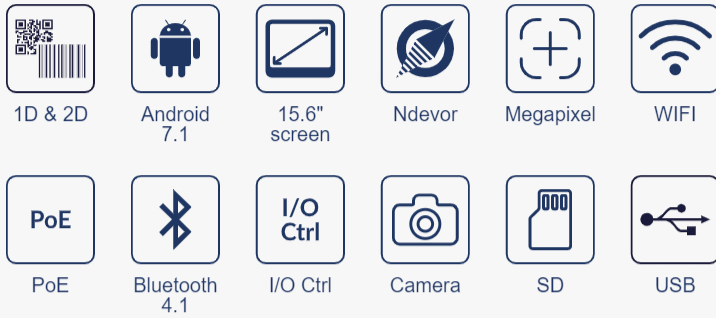 1D & 2D
Android
7.1
15.6"
screen
Ndevor
Megapixel
WIFI
PoE
I/O
Ctrl
PoE
Bluetooth
4.1
I/O Ctrl
Camera
SD
USB